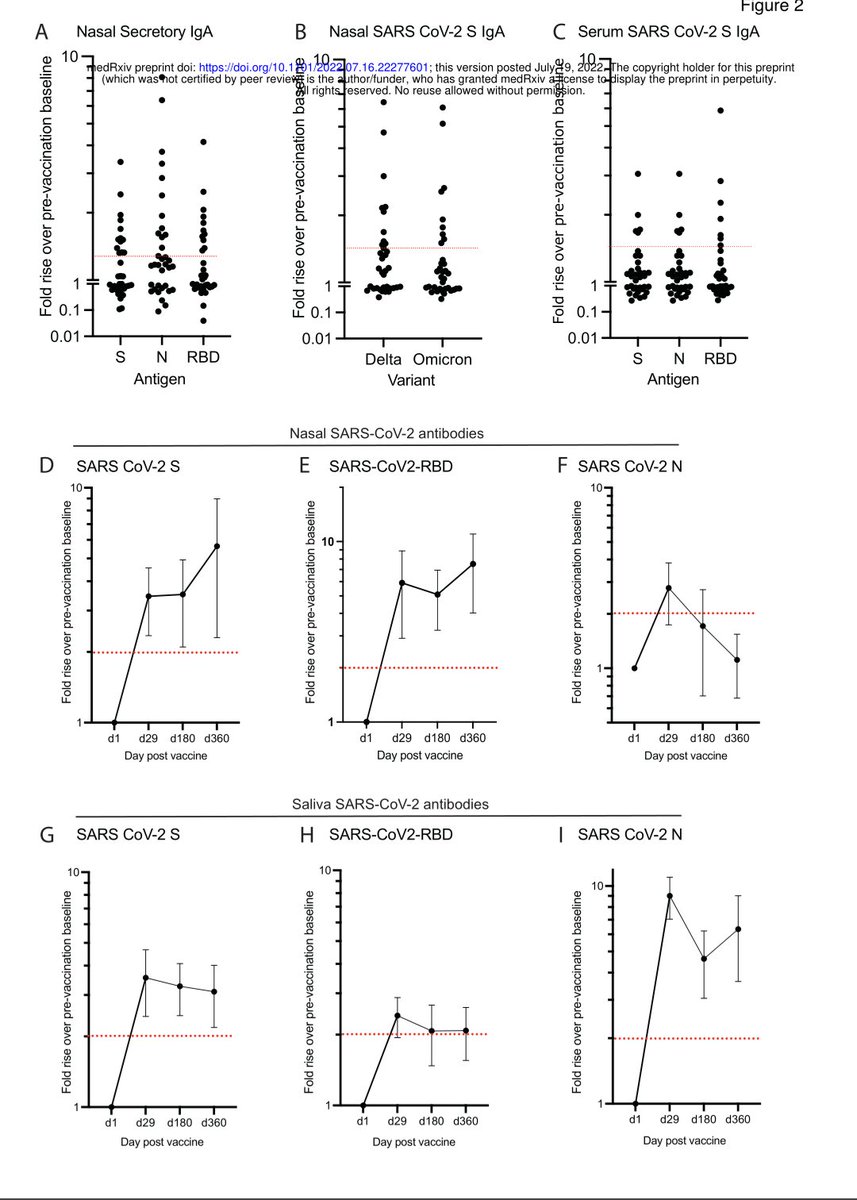 Figure 2
A Nasal Secretory IgA
B Nasal SARS CoV-2 S IgA
C Serum SARS CoV-2 S IgA
medRxiv preprint doi: https://doi.org/10.1101/2022.07.16.22277601; this version posted July 19, 2022. The copyright holder for this preprint
(which was not certified by peer review) is the author/funder, who has granted medRxiv a license to display the preprint in perpetuity.
All rights reserved. No reuse allowed without permission.
Fold rise over pre-vaccination baseline
10
1
0.1
0.01
S N RBD
Antigen
Fold rise over pre-vaccination baseline
10
1
0.1
0.01
Delta Omicron
Variant
Fold rise over pre-vaccination baseline
10
1
0.1
0.01
S N RBD
Antigen
Nasal SARS-CoV-2 antibodies
D SARS CoV-2 S
Fold rise over pre-vaccination baseline
10
1
d1 d29 d180 d360
Day post vaccine
E SARS-CoV2-RBD
Fold rise over pre-vaccination baseline
10
1
d1 d29 d180 d360
Day post vaccine
F SARS CoV-2 N
Fold rise over pre-vaccination baseline
10
1
d1 d29 d180 d360
Day post vaccine
Saliva SARS-CoV-2 antibodies
G SARS CoV-2 S
Fold rise over pre-vaccination baseline
10
1
d1 d29 d180 d360
Day post vaccine
H SARS-CoV2-RBD
Fold rise over pre-vaccination baseline
10
1
d1 d29 d180 d360
Day post vaccine
I SARS CoV-2 N
Fold rise over pre-vaccination baseline
10
1
d1 d29 d180 d360
Day post vaccine